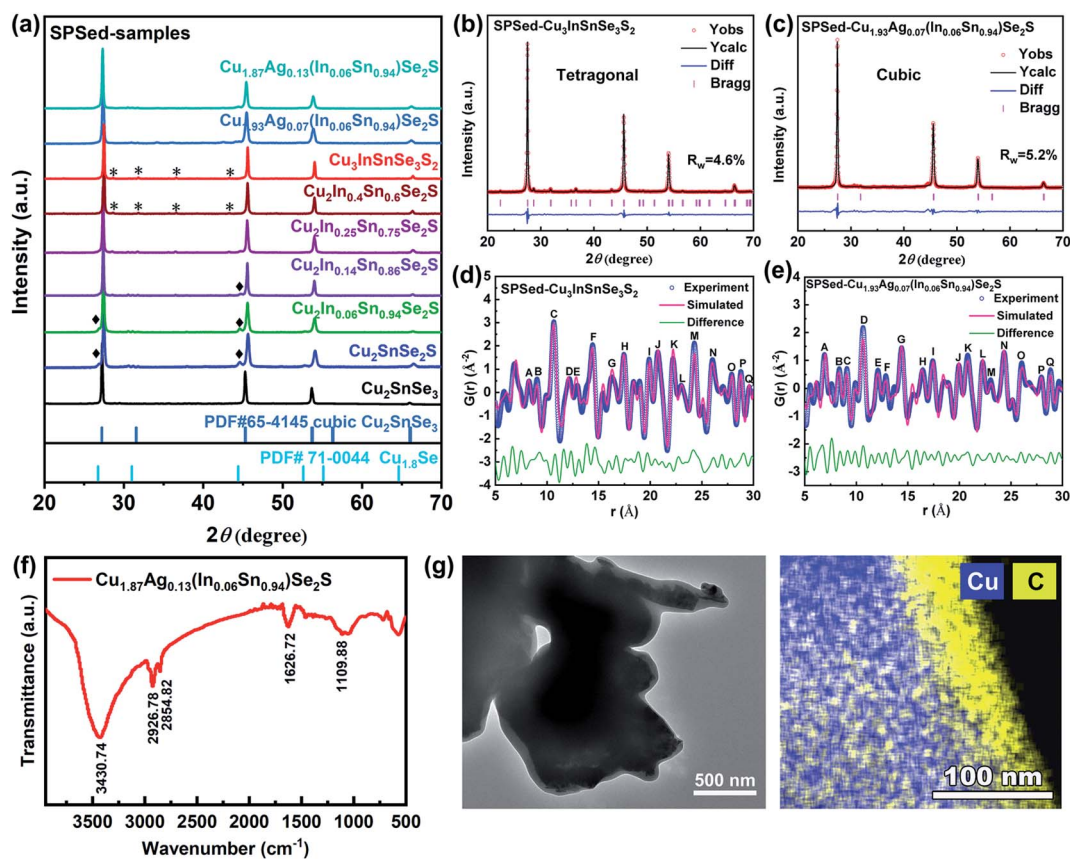 (a)
SPSed-samples
Cu1.87Ag0.13(In0.06Sn0.94)Se2S
Cu1.93Ag0.07(In0.06Sn0.94)Se2S
Cu3InSnSe3S2
* * * *
Cu2In0.4Sn0.6Se2S
* * * *
Cu2In0.25Sn0.75Se2S
Cu2In0.14Sn0.86Se2S
Cu2In0.06Sn0.94Se2S
Cu2SnSe2S
Cu2SnSe3
PDF#65-4145 cubic Cu2SnSe3
PDF# 71-0044 Cu1.8Se
20 30 40 50 60 70
2θ (degree)
Intensity (a.u.)
(b)
SPSed-Cu3InSnSe3S2
Yobs
Ycalc
Diff
Bragg
Tetragonal
Rw=4.6%
20 30 40 50 60 70
2θ (degree)
Intensity (a.u.)
(c)
SPSed-Cu1.93Ag0.07(In0.06Sn0.94)Se2S
Yobs
Ycalc
Diff
Bragg
Cubic
Rw=5.2%
20 30 40 50 60 70
2θ (degree)
Intensity (a.u.)
(d)
SPSed-Cu3InSnSe3S2
Experiment
Simulated
Difference
A B C D E F G H I J K L M N O P Q
5
4
3
2
1
0
-1
-2
-3
-4
5 10 15 20 25 30
r (Å)
G(r) (Å-2)
(e)
SPSed-Cu1.93Ag0.07(In0.06Sn0.94)Se2S
Experiment
Simulated
Difference
A B C D E F G H I J K L M N O P Q
4
3
2
1
0
-1
-2
-3
5 10 15 20 25 30
r (Å)
G(r) (Å-2)
(f)
Cu1.87Ag0.13(In0.06Sn0.94)Se2S
3430.74
2926.78
2854.82
1626.72
1109.88
3500 3000 2500 2000 1500 1000 500
Wavenumber (cm-1)
Transmittance (a.u.)
(g)
500 nm
Cu C
100 nm